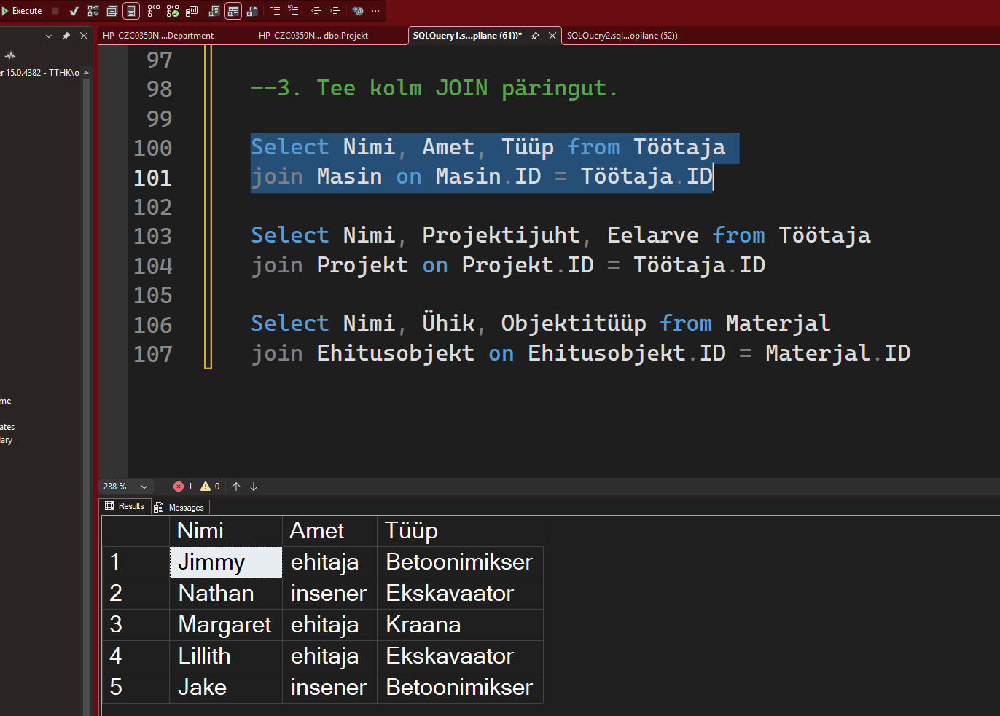 Execute
HP-CZC0359N....Department
HP-CZC0359N... dbo.Projekt
SQLQuery1.s...pilane (61))*
SQLQuery2.sql...opilane (52))
er 15.0.4382 - TTHK\o
97
98 --3. Tee kolm JOIN päringut.
99
100 Select Nimi, Amet, Tüüp from Töötaja
101 join Masin on Masin.ID = Töötaja.ID
102
103 Select Nimi, Projektijuht, Eelarve from Töötaja
104 join Projekt on Projekt.ID = Töötaja.ID
105
106 Select Nimi, Ühik, Objektitüüp from Materjal
107 join Ehitusobjekt on Ehitusobjekt.ID = Materjal.ID
me
ates
lary
238 % 1 0
Results Messages
Nimi Amet Tüüp
1 Jimmy ehitaja Betoonimikser
2 Nathan insener Ekskavaator
3 Margaret ehitaja Kraana
4 Lillith ehitaja Ekskavaator
5 Jake insener Betoonimikser